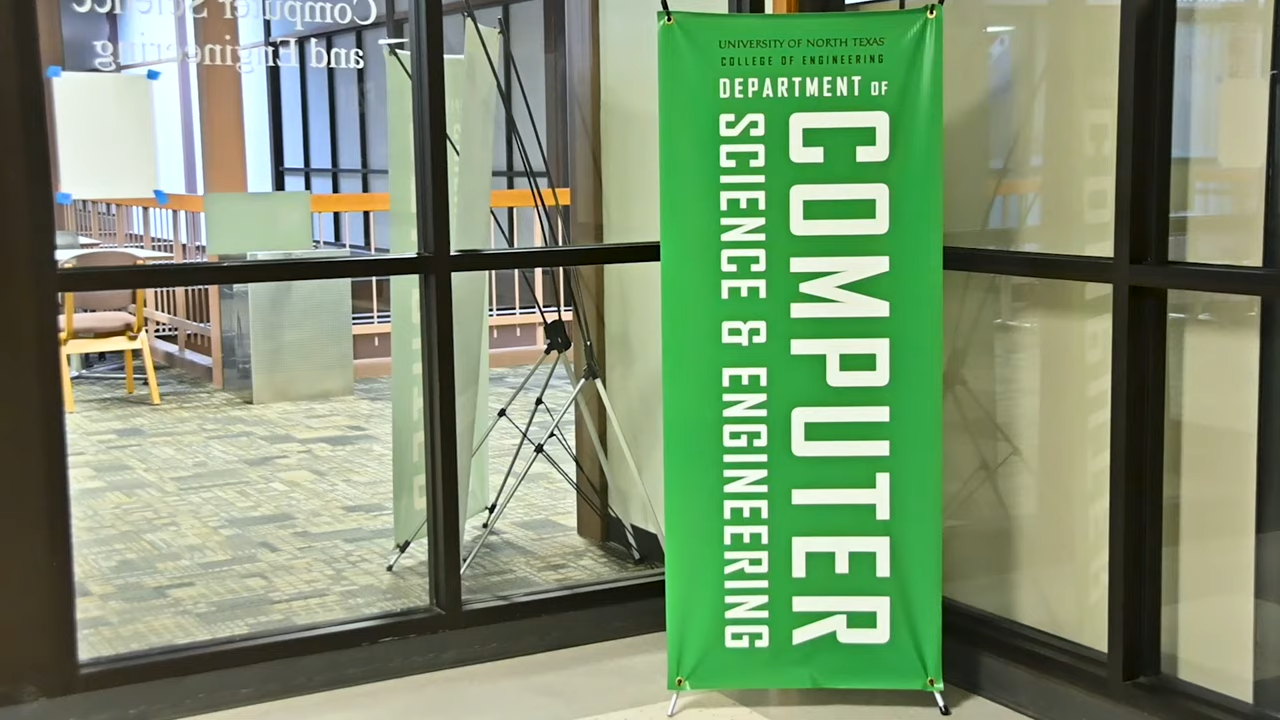 Computer Science
and Engineering
UNIVERSITY OF NORTH TEXAS
COLLEGE OF ENGINEERING
DEPARTMENT OF
COMPUTER
SCIENCE & ENGINEERING